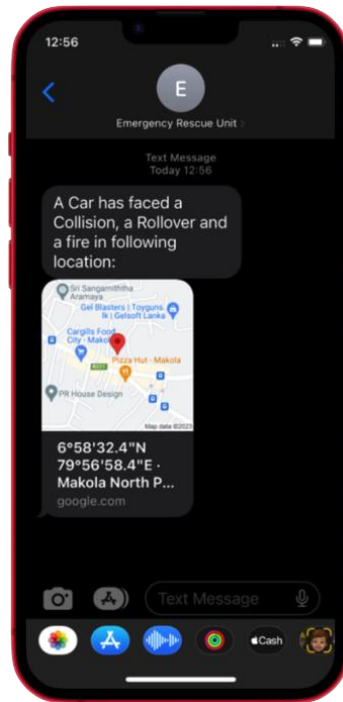 12:56
E
Emergency Rescue Unit
Text Message
Today 12:56
A Car has faced a
Collision, a Rollover and
a fire in following
location:
Sri Sangamiththa
Aramaya
Gel Blasters | Toyguns
lk | Gelsoft Lanka
Cargills Food
City - Makola
Pizza Hut - Makola
PR House Design
Map data ©2023
6°58'32.4"N
79°56'58.4"E ·
Makola North P...
google.com
Text Message
Cash